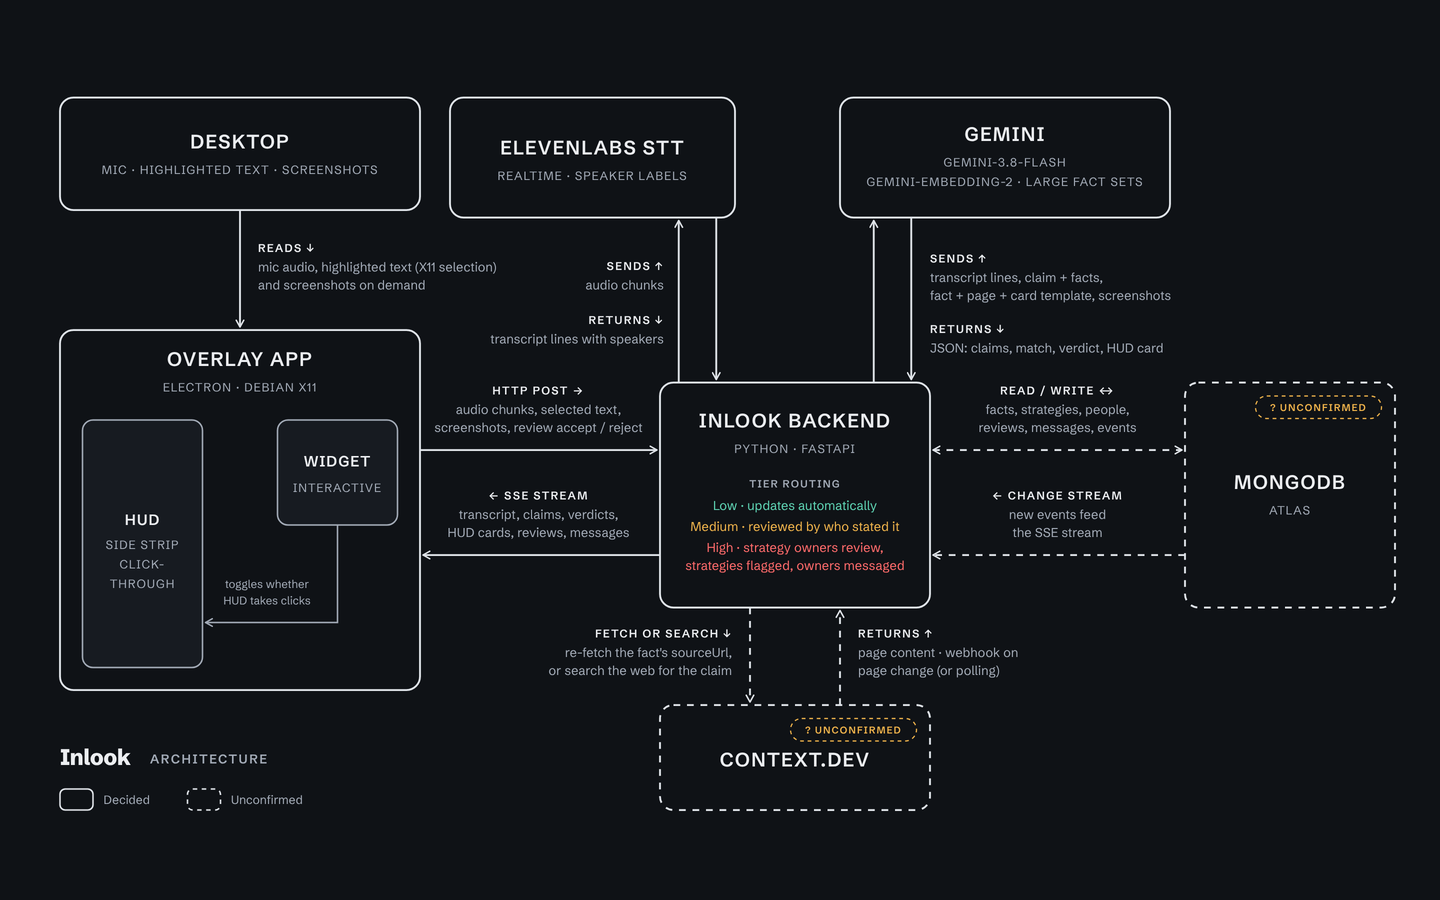 DESKTOP
MIC · HIGHLIGHTED TEXT · SCREENSHOTS
ELEVENLABS STT
REALTIME · SPEAKER LABELS
GEMINI
GEMINI-3.8-FLASH
GEMINI-EMBEDDING-2 · LARGE FACT SETS
READS ↓
mic audio, highlighted text (X11 selection)
and screenshots on demand
SENDS ↑
audio chunks
RETURNS ↓
transcript lines with speakers
SENDS ↑
transcript lines, claim + facts,
fact + page + card template, screenshots
RETURNS ↓
JSON: claims, match, verdict, HUD card
OVERLAY APP
ELECTRON · DEBIAN X11
HUD
SIDE STRIP
CLICK-
THROUGH
WIDGET
INTERACTIVE
toggles whether
HUD takes clicks
HTTP POST →
audio chunks, selected text,
screenshots, review accept / reject
← SSE STREAM
transcript, claims, verdicts,
HUD cards, reviews, messages
INLOOK BACKEND
PYTHON · FASTAPI
TIER ROUTING
Low · updates automatically
Medium · reviewed by who stated it
High · strategy owners review,
strategies flagged, owners messaged
READ / WRITE ↔
facts, strategies, people,
reviews, messages, events
← CHANGE STREAM
new events feed
the SSE stream
? UNCONFIRMED
MONGODB
ATLAS
FETCH OR SEARCH ↓
re-fetch the fact's sourceUrl,
or search the web for the claim
RETURNS ↑
page content · webhook on
page change (or polling)
? UNCONFIRMED
CONTEXT.DEV
Inlook ARCHITECTURE
Decided Unconfirmed